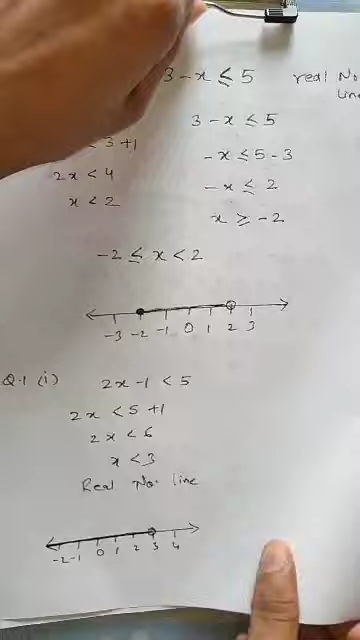 3 - x ≤ 5 real No. line
3 - x ≤ 5
3 + 1
-x ≤ 5 - 3
2x < 4
-x ≤ 2
x < 2
x ≥ -2
-2 ≤ x < 2
-3 -2 -1 0 1 2 3
Q.1 (i) 2x - 1 < 5
2x < 5 + 1
2x < 6
x < 3
Real No. line
-2 -1 0 1 2 3 4